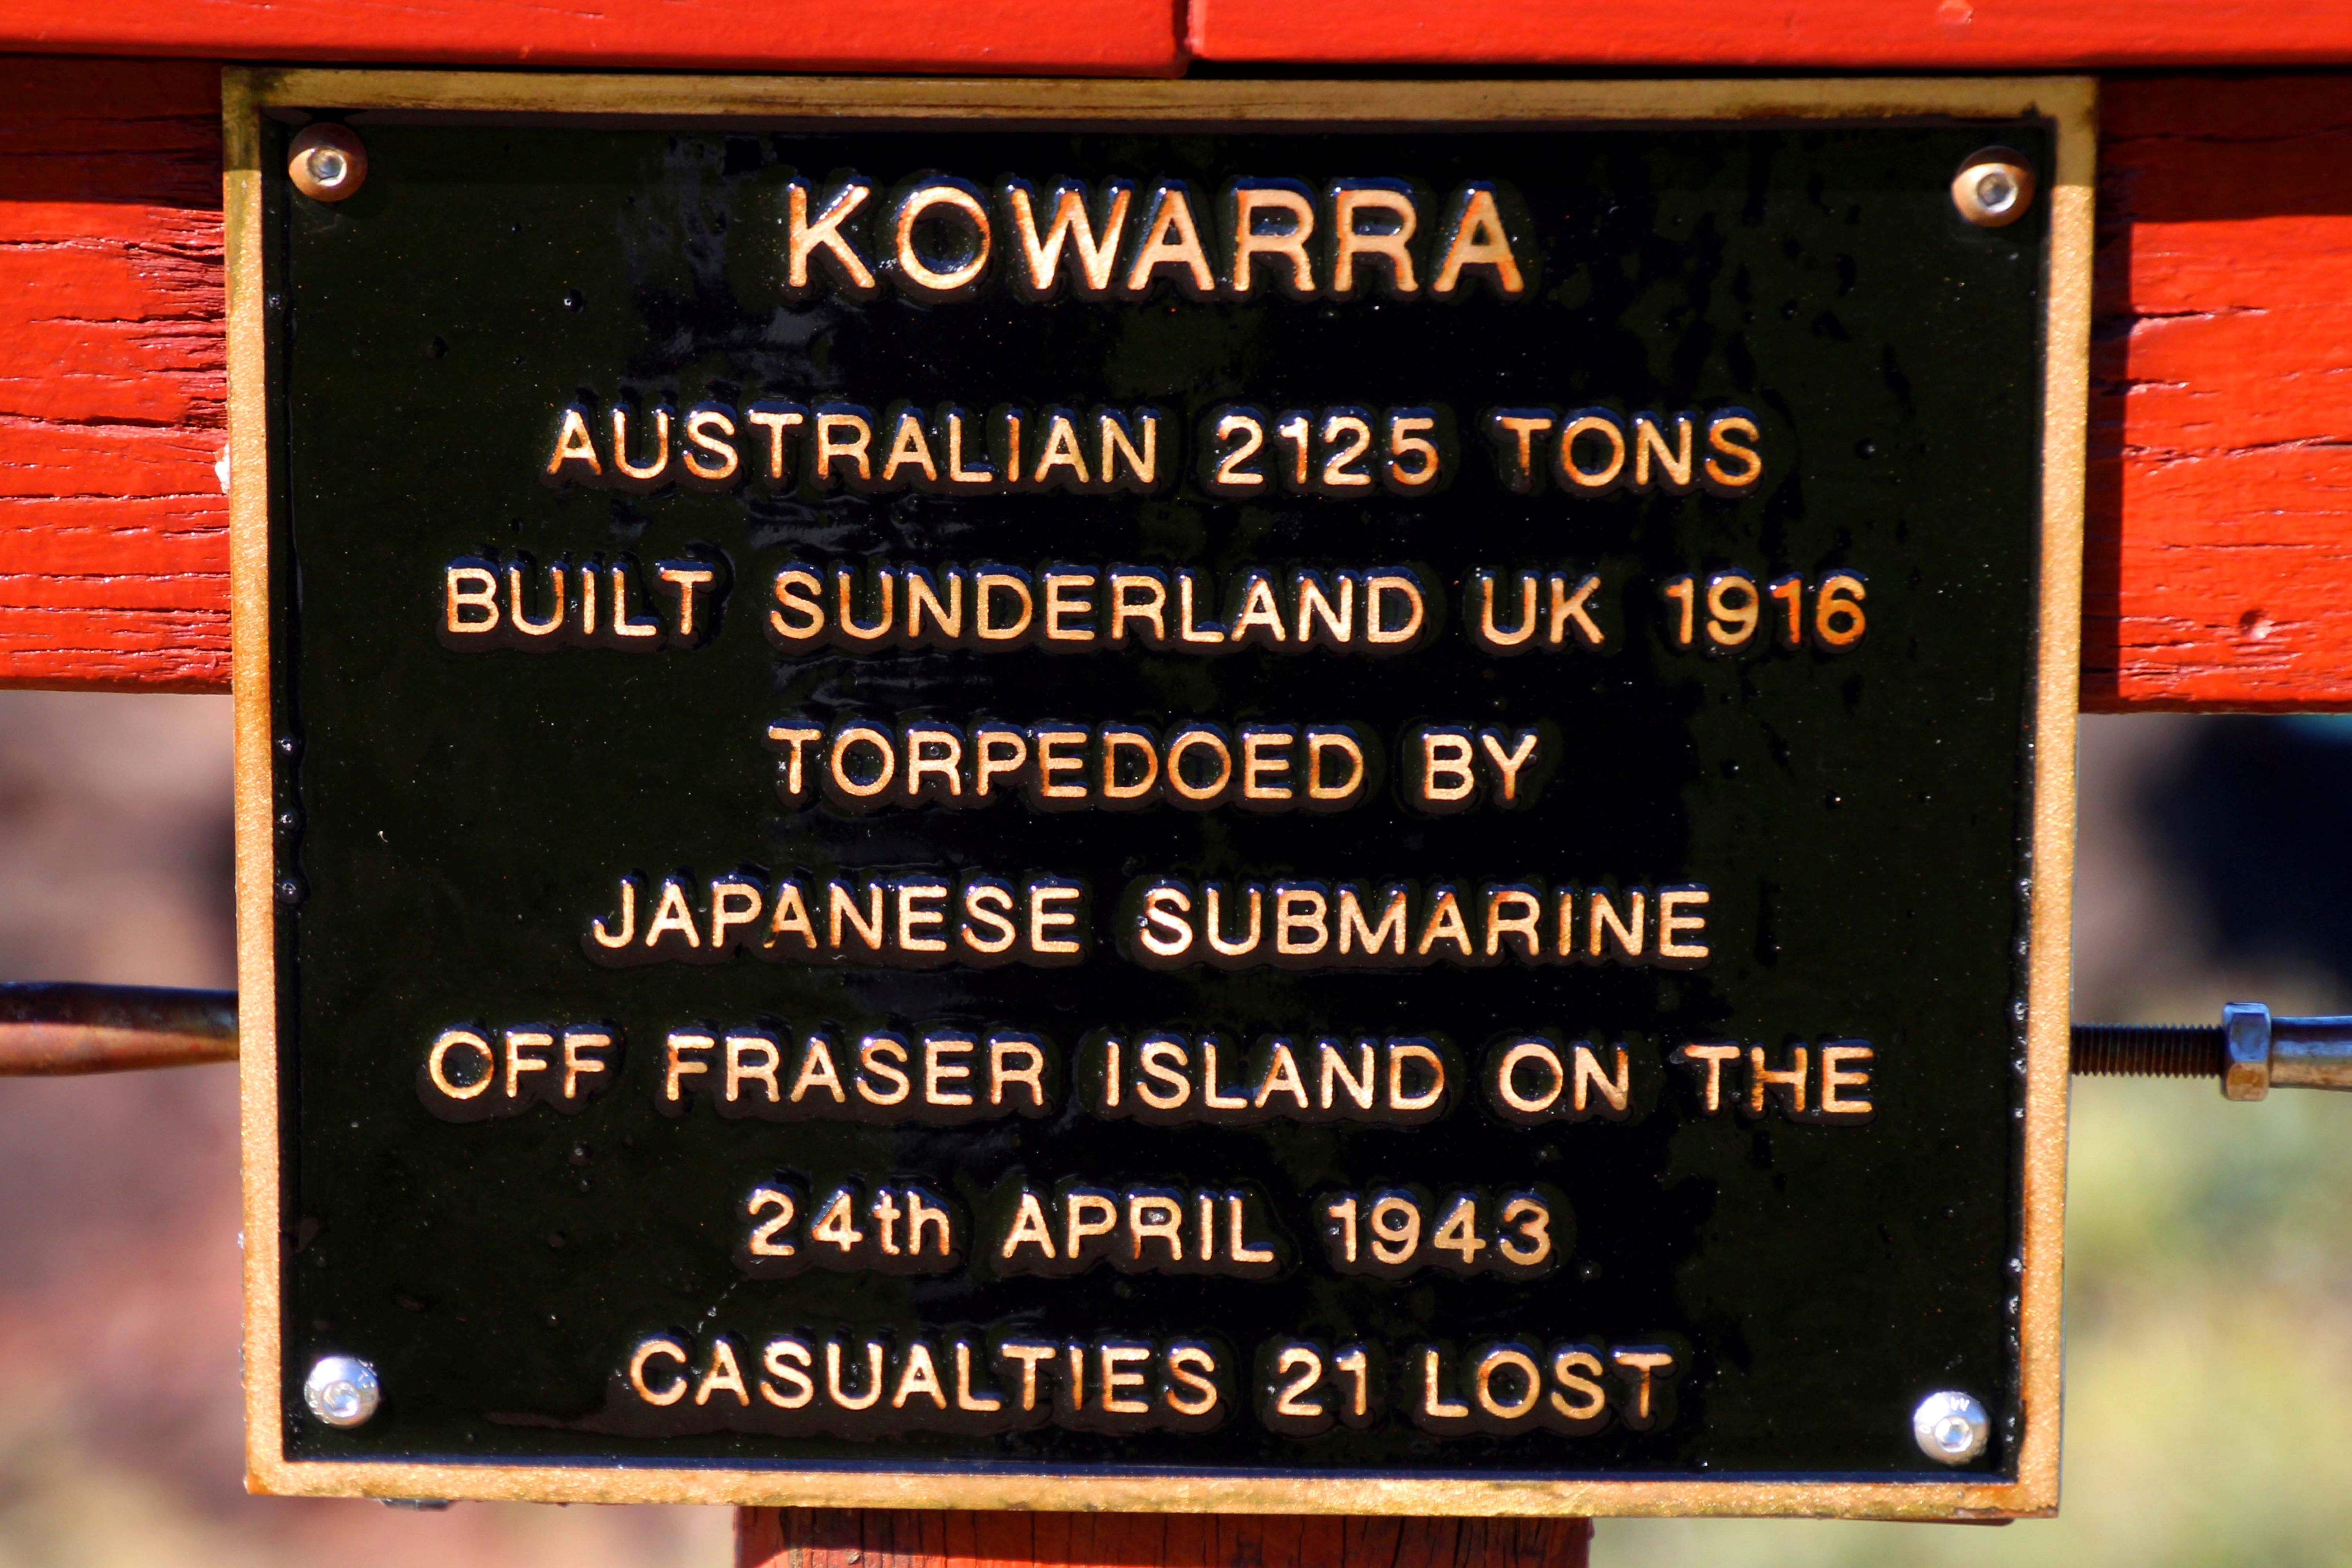 KOWARRA
AUSTRALIAN 2125 TONS
BUILT SUNDERLAND UK 1916
TORPEDOED BY
JAPANESE SUBMARINE
OFF FRASER ISLAND ON THE
24th APRIL 1943
CASUALTIES 21 LOST